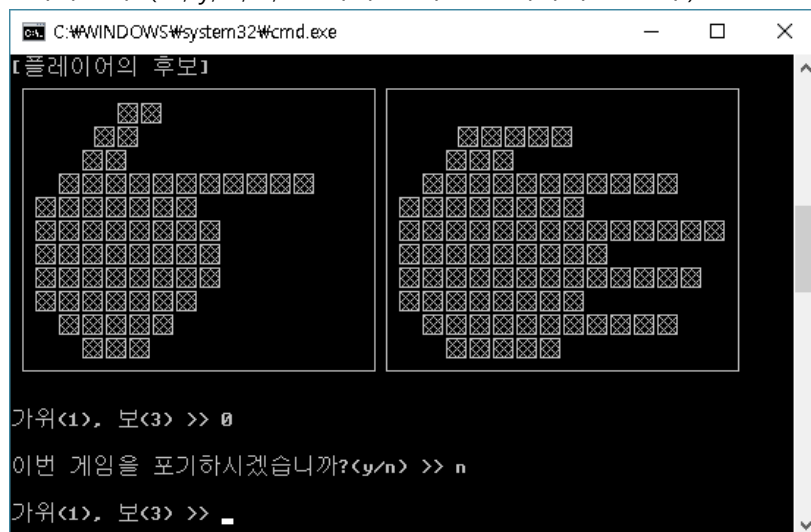 C:₩WINDOWS₩system32₩cmd.exe
[플레이어의 후보]
가위(1), 보(3) >> 0
이번 게임을 포기하시겠습니까?(y/n) >> n
가위(1), 보(3) >>